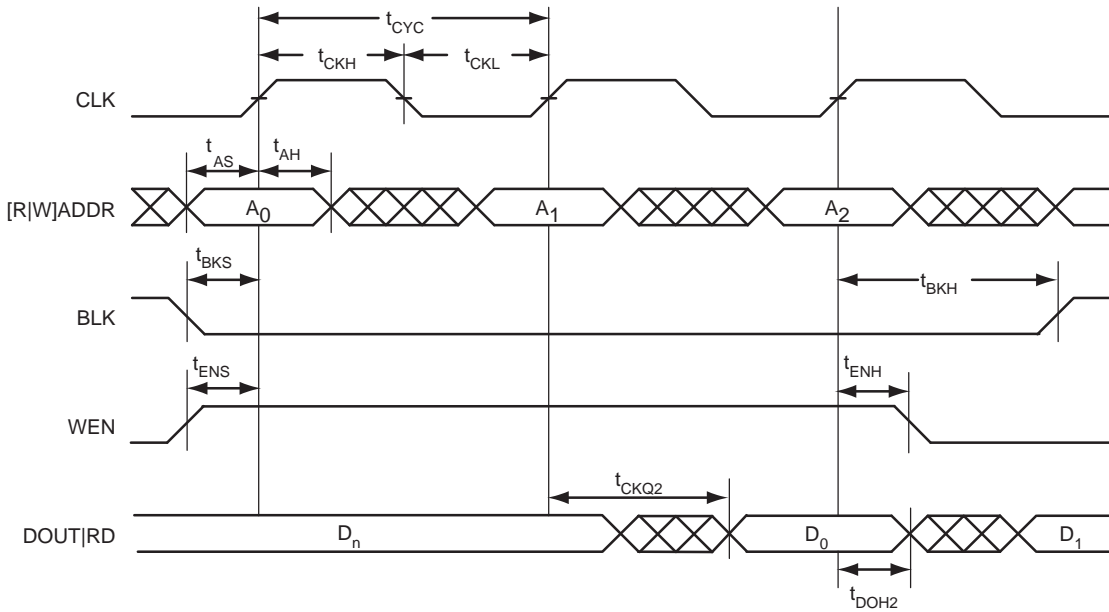 tCYC
tCKH tCKL
CLK
tAS tAH
[R|W]ADDR A0 A1 A2
tBKS tBKH
BLK
tENS tENH
WEN
tCKQ2
DOUT|RD Dn D0 D1
tDOH2